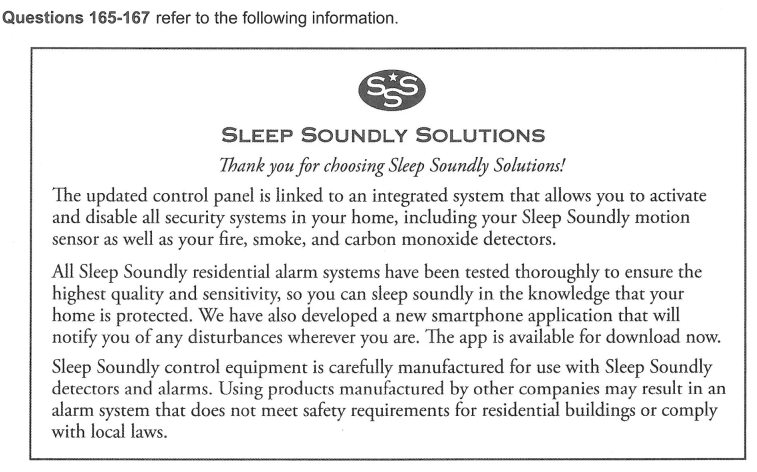 Questions 165-167 refer to the following information.
SSS
SLEEP SOUNDLY SOLUTIONS
Thank you for choosing Sleep Soundly Solutions!
The updated control panel is linked to an integrated system that allows you to activate
and disable all security systems in your home, including your Sleep Soundly motion
sensor as well as your fire, smoke, and carbon monoxide detectors.
All Sleep Soundly residential alarm systems have been tested thoroughly to ensure the
highest quality and sensitivity, so you can sleep soundly in the knowledge that your
home is protected. We have also developed a new smartphone application that will
notify you of any disturbances wherever you are. The app is available for download now.
Sleep Soundly control equipment is carefully manufactured for use with Sleep Soundly
detectors and alarms. Using products manufactured by other companies may result in an
alarm system that does not meet safety requirements for residential buildings or comply
with local laws.